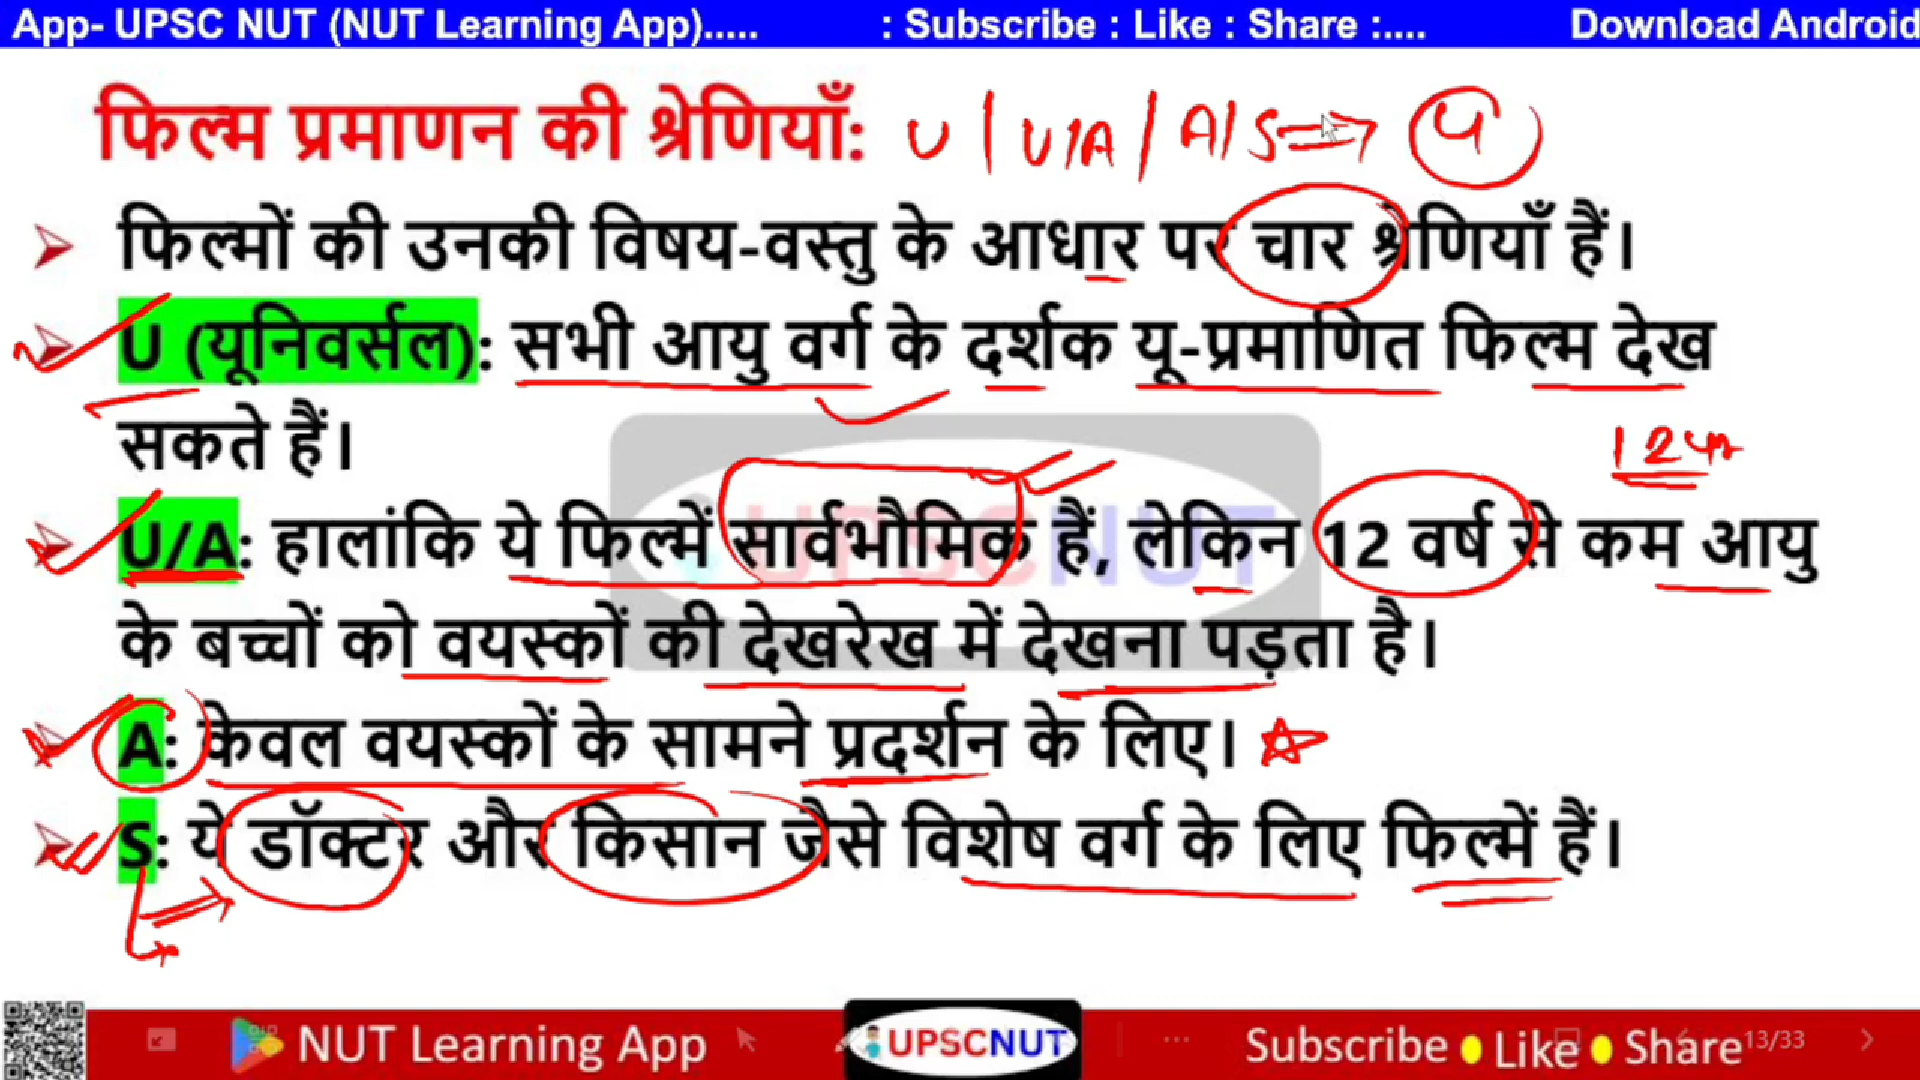 App- UPSC NUT (NUT Learning App)..... : Subscribe : Like : Share :.... Download Android
फिल्म प्रमाणन की श्रेणियाँ: U | U/A | A/S ⇒ 4
फिल्मों की उनकी विषय-वस्तु के आधार पर चार श्रेणियाँ हैं।
U (यूनिवर्सल): सभी आयु वर्ग के दर्शक यू-प्रमाणित फिल्म देख
सकते हैं।
12 yr
U/A: हालांकि ये फिल्में सार्वभौमिक हैं, लेकिन 12 वर्ष से कम आयु
के बच्चों को वयस्कों की देखरेख में देखना पड़ता है।
A: केवल वयस्कों के सामने प्रदर्शन के लिए।
S: ये डॉक्टर और किसान जैसे विशेष वर्ग के लिए फिल्में हैं।
UPSCNUT
NUT Learning App UPSCNUT Subscribe Like Share 13/33